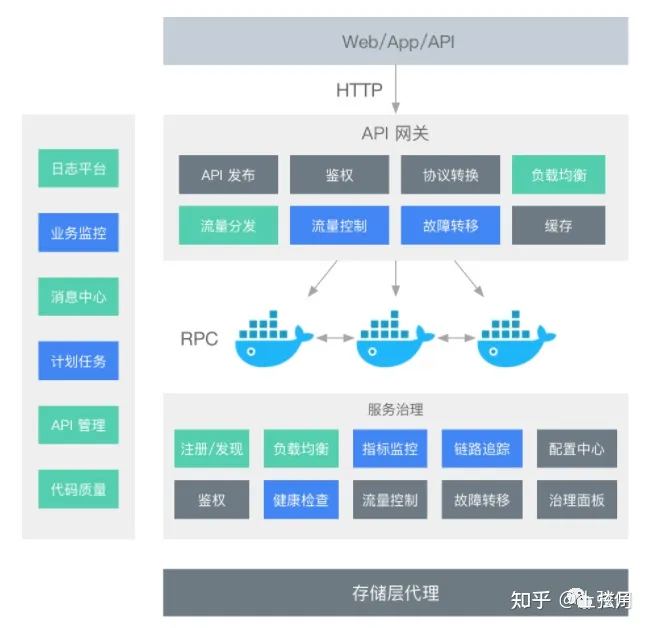 Web/App/API
HTTP
API 网关
API 发布
鉴权
协议转换
负载均衡
流量分发
流量控制
故障转移
缓存
日志平台
业务监控
消息中心
计划任务
API 管理
代码质量
RPC
服务治理
注册/发现
负载均衡
指标监控
链路追踪
配置中心
鉴权
健康检查
流量控制
故障转移
治理面板
存储层代理
知乎 @上弦月